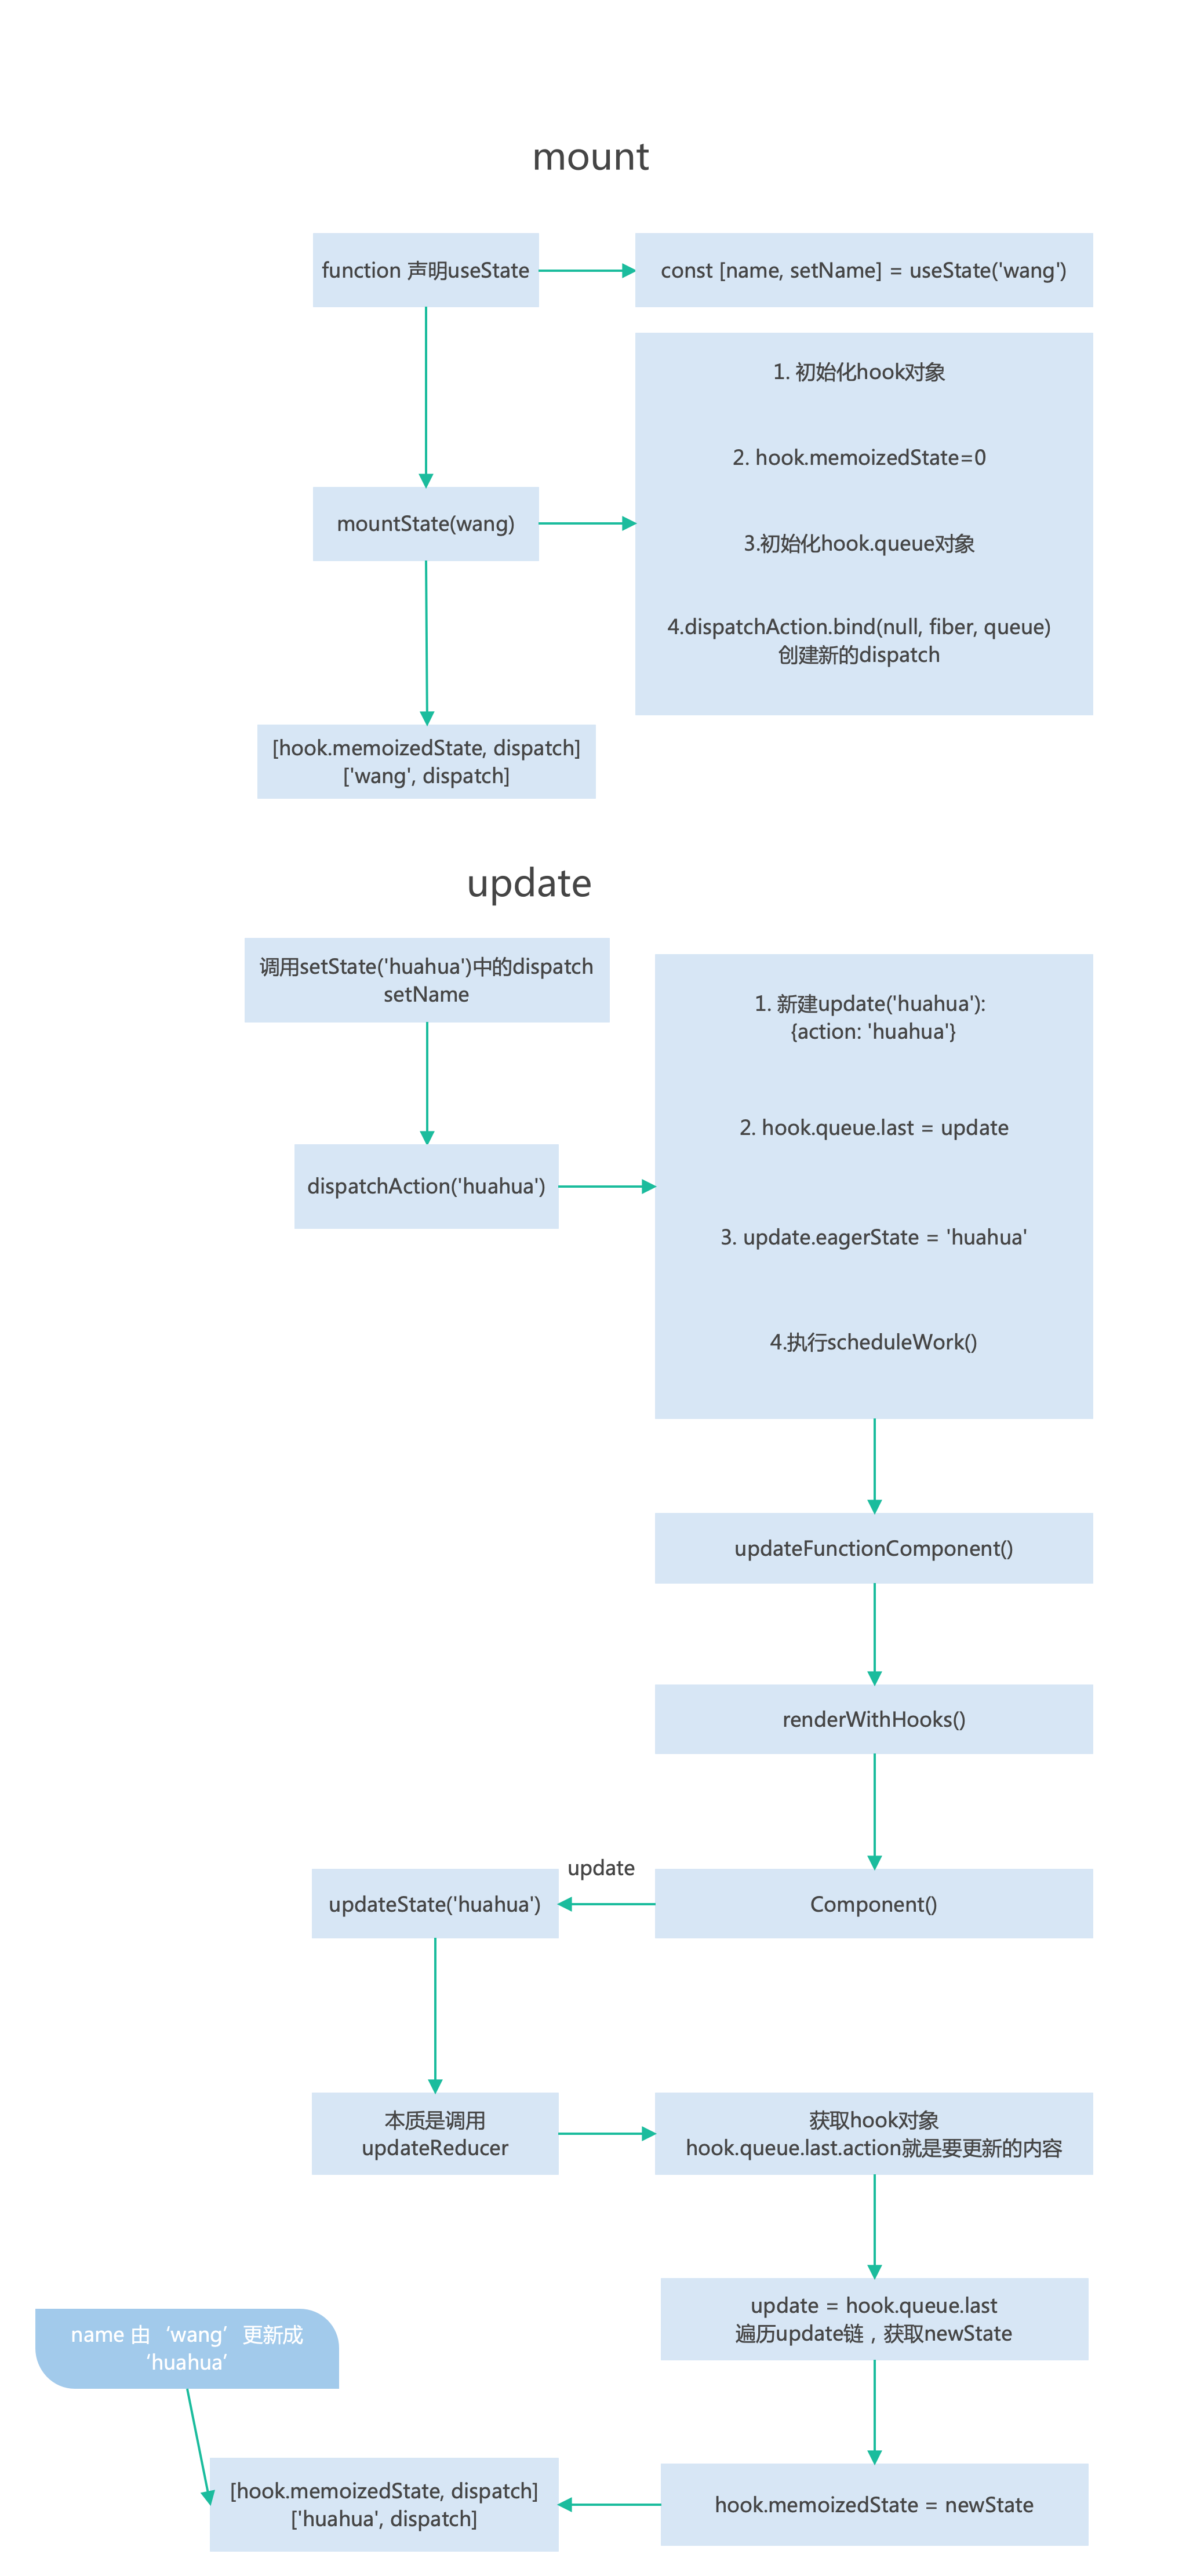 mount
function 声明useState
const [name, setName] = useState('wang')
1. 初始化hook对象
2. hook.memoizedState=0
mountState(wang)
3.初始化hook.queue对象
4.dispatchAction.bind(null, fiber, queue)
创建新的dispatch
[hook.memoizedState, dispatch]
['wang', dispatch]
update
调用setState('huahua')中的dispatch
setName
1. 新建update('huahua'):
{action: 'huahua'}
2. hook.queue.last = update
dispatchAction('huahua')
3. update.eagerState = 'huahua'
4.执行scheduleWork()
updateFunctionComponent()
renderWithHooks()
update
updateState('huahua')
Component()
本质是调用
updateReducer
获取hook对象
hook.queue.last.action就是要更新的内容
update = hook.queue.last
遍历update链，获取newState
name 由‘wang’更新成
‘huahua’
[hook.memoizedState, dispatch]
['huahua', dispatch]
hook.memoizedState = newState